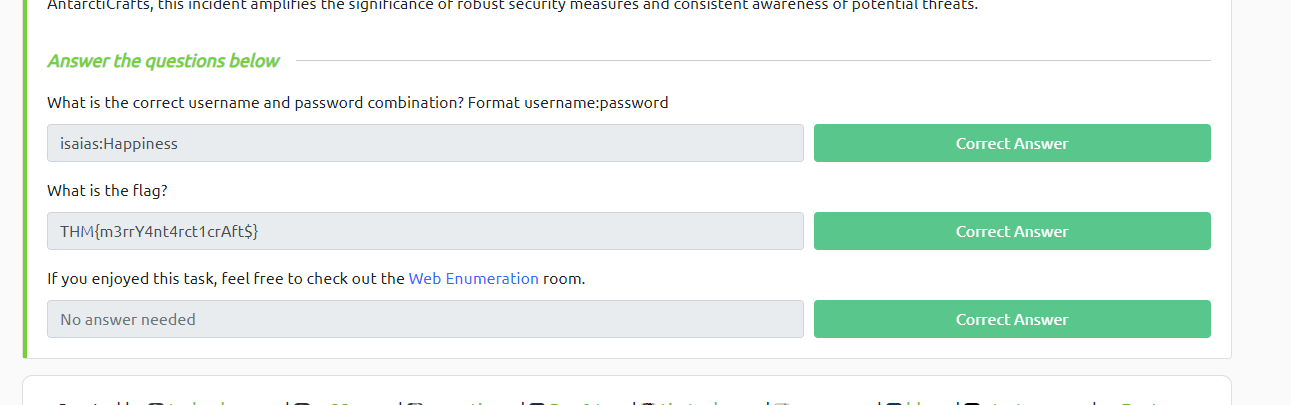 AntarctiCrafts, this incident amplifies the significance of robust security measures and consistent awareness of potential threats.
Answer the questions below
What is the correct username and password combination? Format username:password
isaias:Happiness
Correct Answer
What is the flag?
THM{m3rrY4nt4rct1crAft$}
Correct Answer
If you enjoyed this task, feel free to check out the Web Enumeration room.
No answer needed
Correct Answer